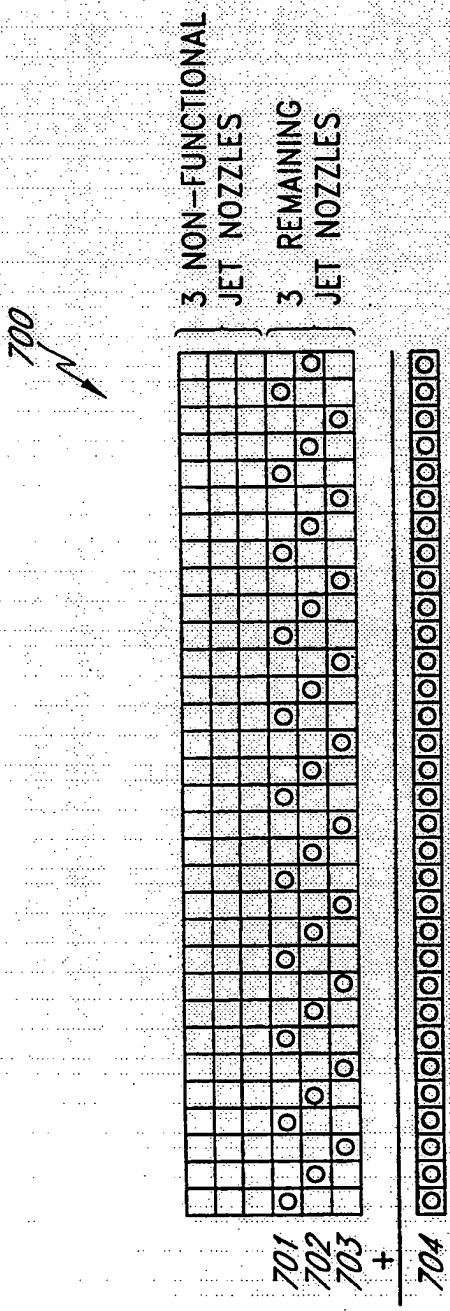 700
3 NON-FUNCTIONAL
JET NOZZLES
3 REMAINING
JET NOZZLES
701
702
703
+
704